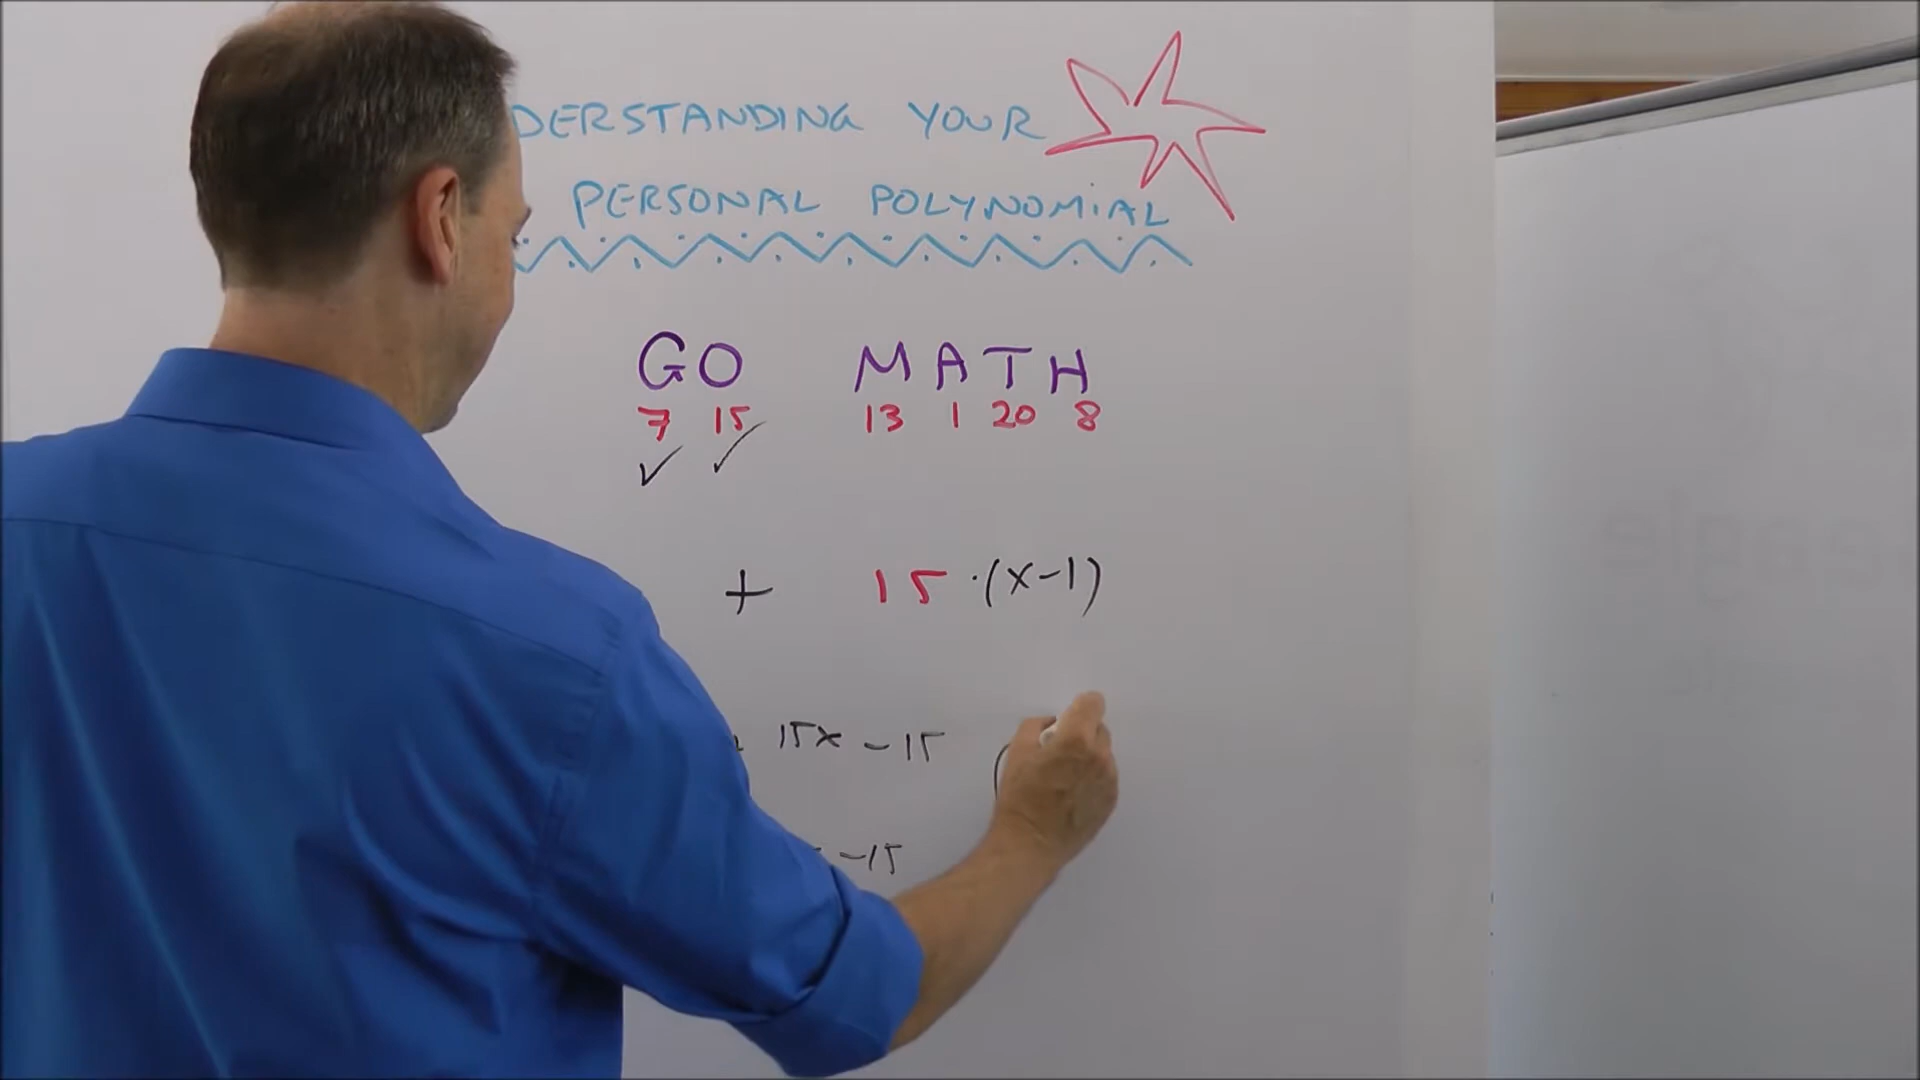 DERSTANDING YOUR
PERSONAL POLYNOMIAL
GO MATH
7 15 13 1 20 8
+ 15 · (x-1)
15x - 15 (
-15